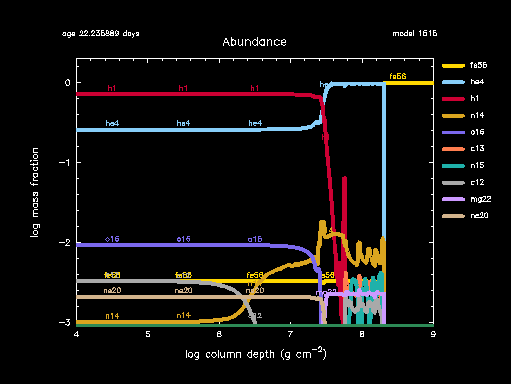 age 22.235889 days
model 1616
Abundance
fe56
he4
h1
n14
o16
c13
n15
c12
mg22
ne20
log mass fraction
0
−1
−2
−3
h1 h1 h1
he4 he4 he4
fe56
o16 o16 o16
fe56 fe56 fe56
ne20 ne20 ne20
n14 n14
c12
4 5 6 7 8 9
log column depth (g cm⁻²)